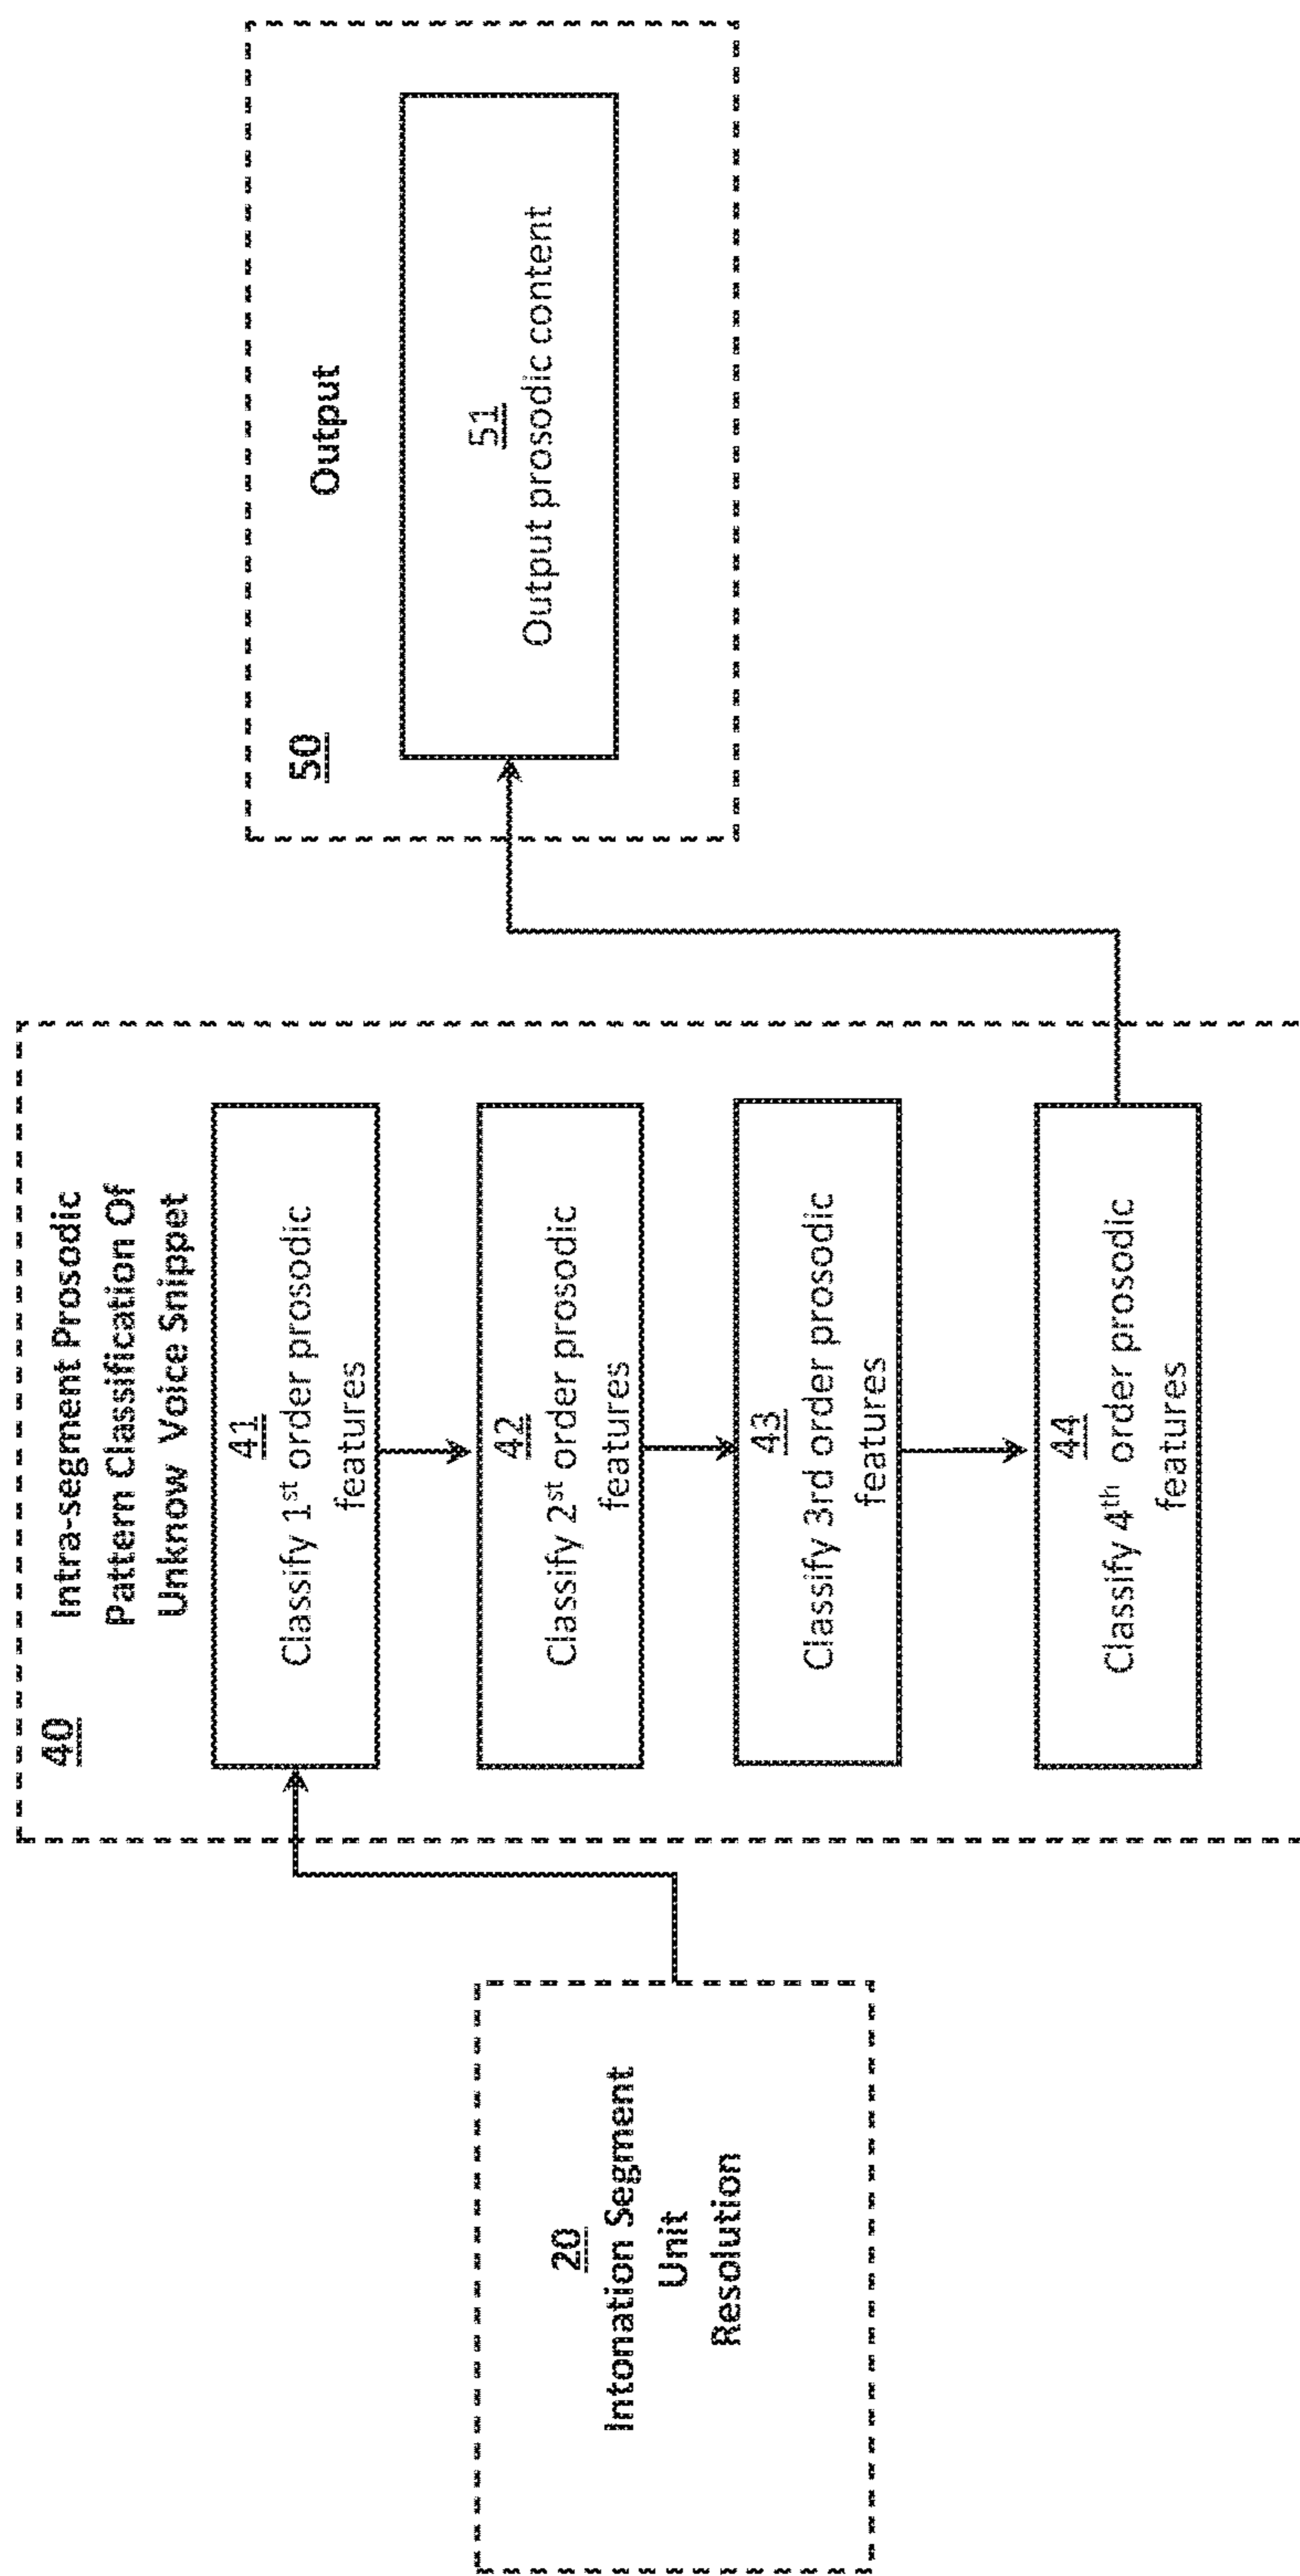 20
Intonation Segment
Unit
Resolution
40
Intra-segment Prosodic
Pattern Classification Of
Unknow Voice Snippet
41
Classify 1st order prosodic
features
42
Classify 2st order prosodic
features
43
Classify 3rd order prosodic
features
44
Classify 4th order prosodic
features
50
Output
51
Output prosodic content